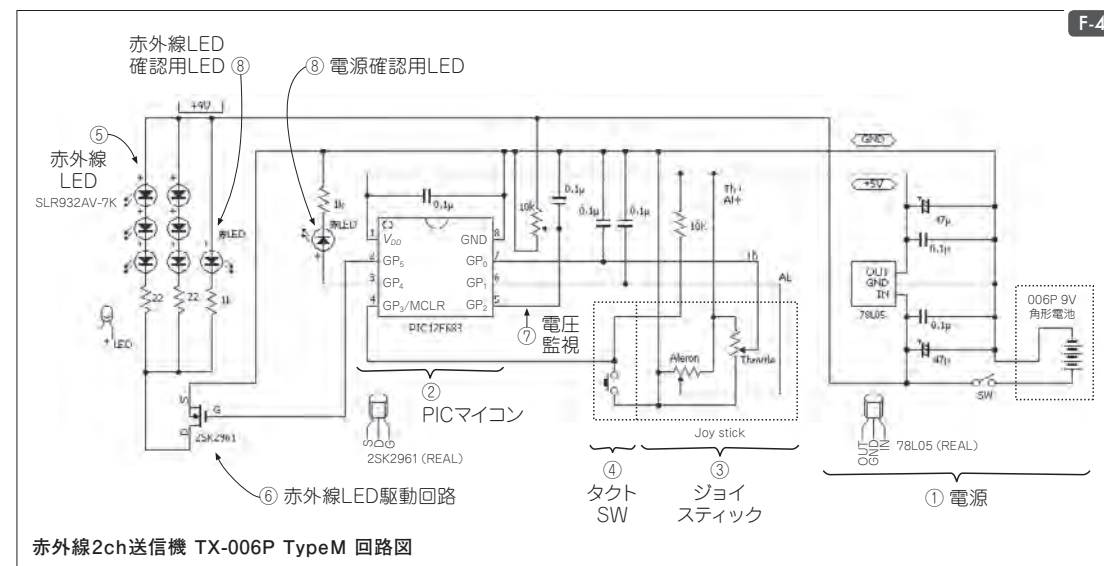 F-4
赤外線LED
確認用LED ⑧
⑧ 電源確認用LED
+9V
⑤
赤外線
LED
SLR932AV-7K
赤LED
22
22
1k
+ LED
S
G
D
2SK2961
⑥ 赤外線LED駆動回路
1k
赤LED
0.1μ
1
VDD
GND
8
2
GP5
GP0
7
3
GP4
GP1
6
4
GP3/MCLR
GP2
5
PIC12F683
②
PICマイコン
S
D
G
2SK2961 (REAL)
10k
0.1μ
0.1μ
0.1μ
⑦ 電圧
監視
10k
Th+
Al+
AL
Aleron
Throttle
Joy stick
④
タクト
SW
③
ジョイ
スティック
GND
+5V
47μ
0.1μ
OUT
GND
IN
78L05
0.1μ
47μ
006P 9V
角形電池
SW
OUT
GND
IN
78L05 (REAL)
① 電源
赤外線2ch送信機 TX-006P TypeM 回路図